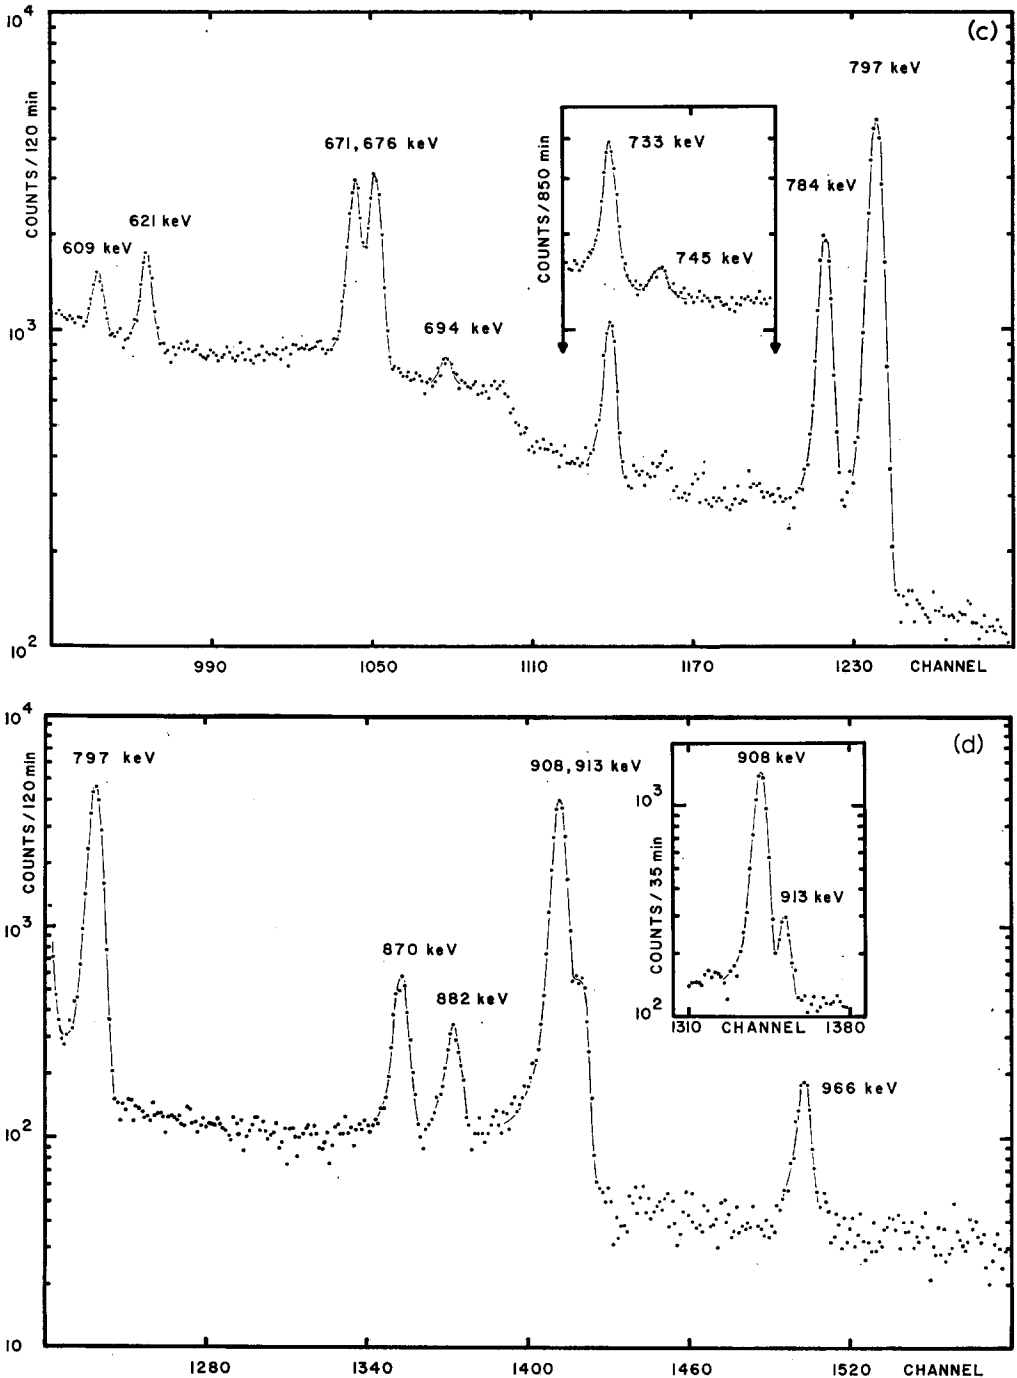 10⁴
(c)
797 keV
COUNTS/120 min
671,676 keV
733 keV
784 keV
COUNTS/850 min
621 keV
609 keV
745 keV
694 keV
10³
10²
990
1050
1110
1170
1230
CHANNEL
10⁴
(d)
797 keV
908,913 keV
908 keV
COUNTS/120 min
10³
COUNTS/35 min
913 keV
10³
870 keV
882 keV
10²
1310
CHANNEL
1380
966 keV
10²
10
1280
1340
1400
1460
1520
CHANNEL